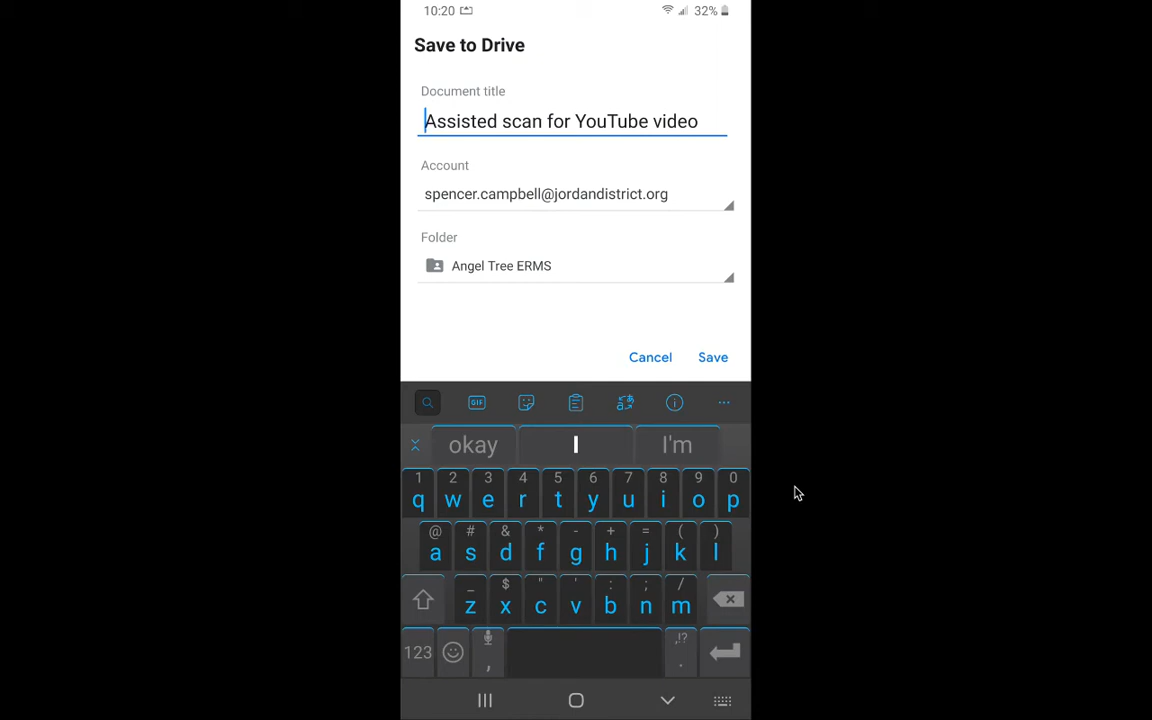 10:20 32%
Save to Drive
Document title
Assisted scan for YouTube video
Account
spencer.campbell@jordandistrict.org
Folder
Angel Tree ERMS
Cancel Save
GIF
okay I I'm
1 2 3 4 5 6 7 8 9 0
q w e r t y u i o p
@ # & * - + = ( )
a s d f g h j k l
_ $ " ' : ; /
z x c v b n m
123 , ,!? .